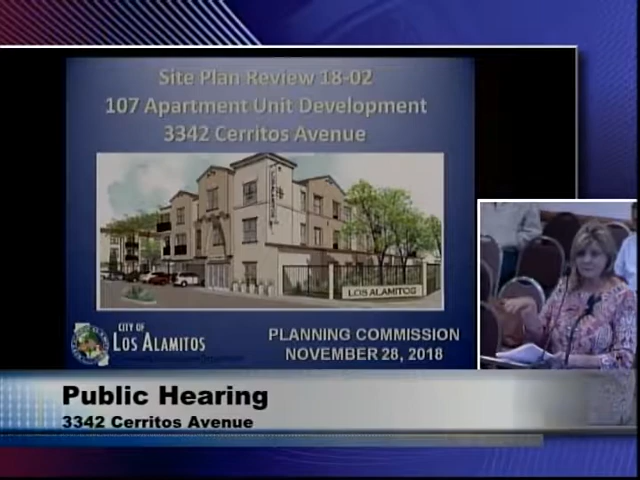 Site Plan Review 18-02
107 Apartment Unit Development
3342 Cerritos Avenue
LOS ALAMITOS
CITY OF
LOS ALAMITOS
PLANNING COMMISSION
NOVEMBER 28, 2018
Public Hearing
3342 Cerritos Avenue